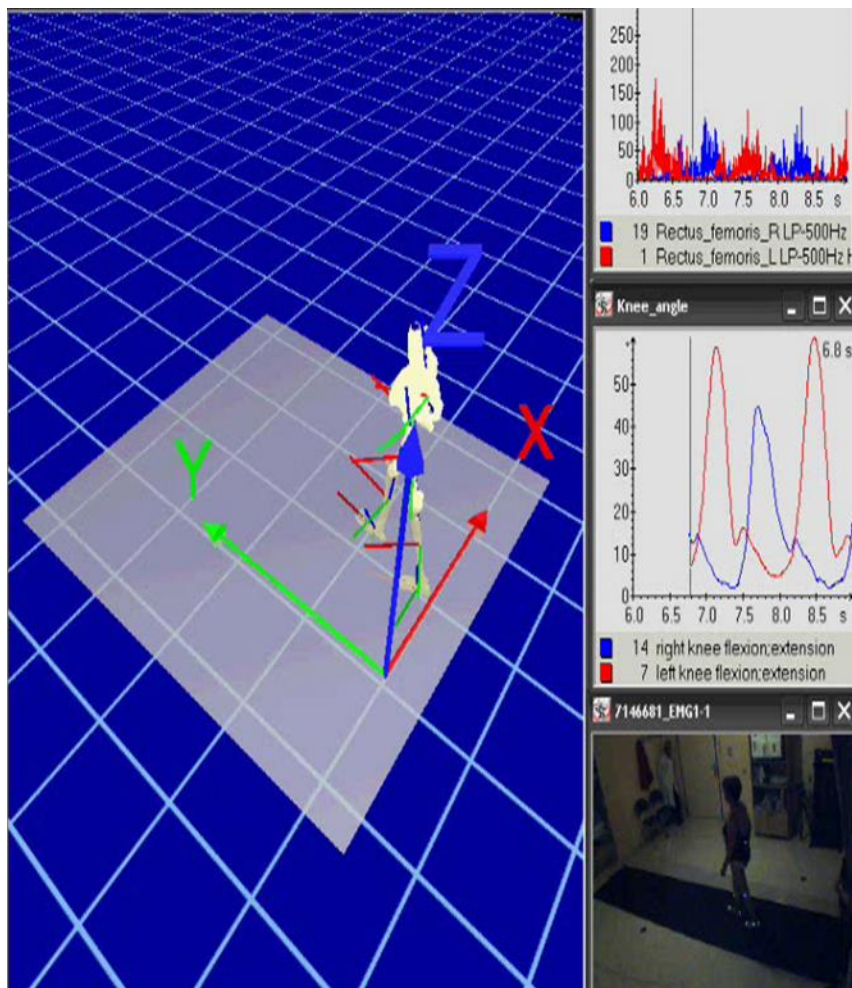 Z
X
Y
250
200
150
100
50
0
6.0 6.5 7.0 7.5 8.0 8.5 s
19 Rectus_femoris_R LP-500Hz
1 Rectus_femoris_L LP-500Hz H
Knee_angle
°
6.8 s
50
40
30
20
10
0
6.0 6.5 7.0 7.5 8.0 8.5 s
14 right knee flexion;extension
7 left knee flexion;extension
7146681_EMG1-1